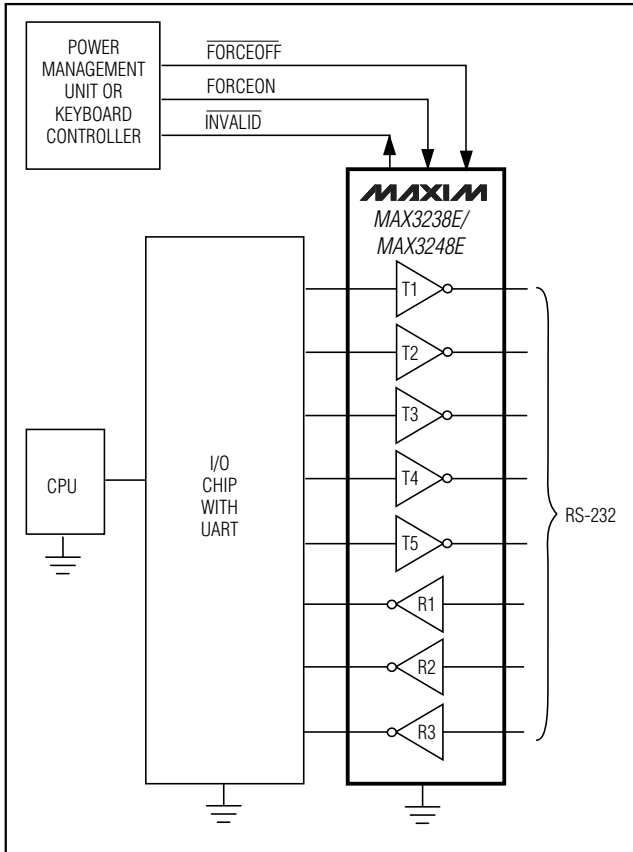 POWER
MANAGEMENT
UNIT OR
KEYBOARD
CONTROLLER
FORCEOFF
FORCEON
INVALID
MAXIM
MAX3238E/
MAX3248E
T1
T2
T3
T4
T5
R1
R2
R3
CPU
I/O
CHIP
WITH
UART
RS-232